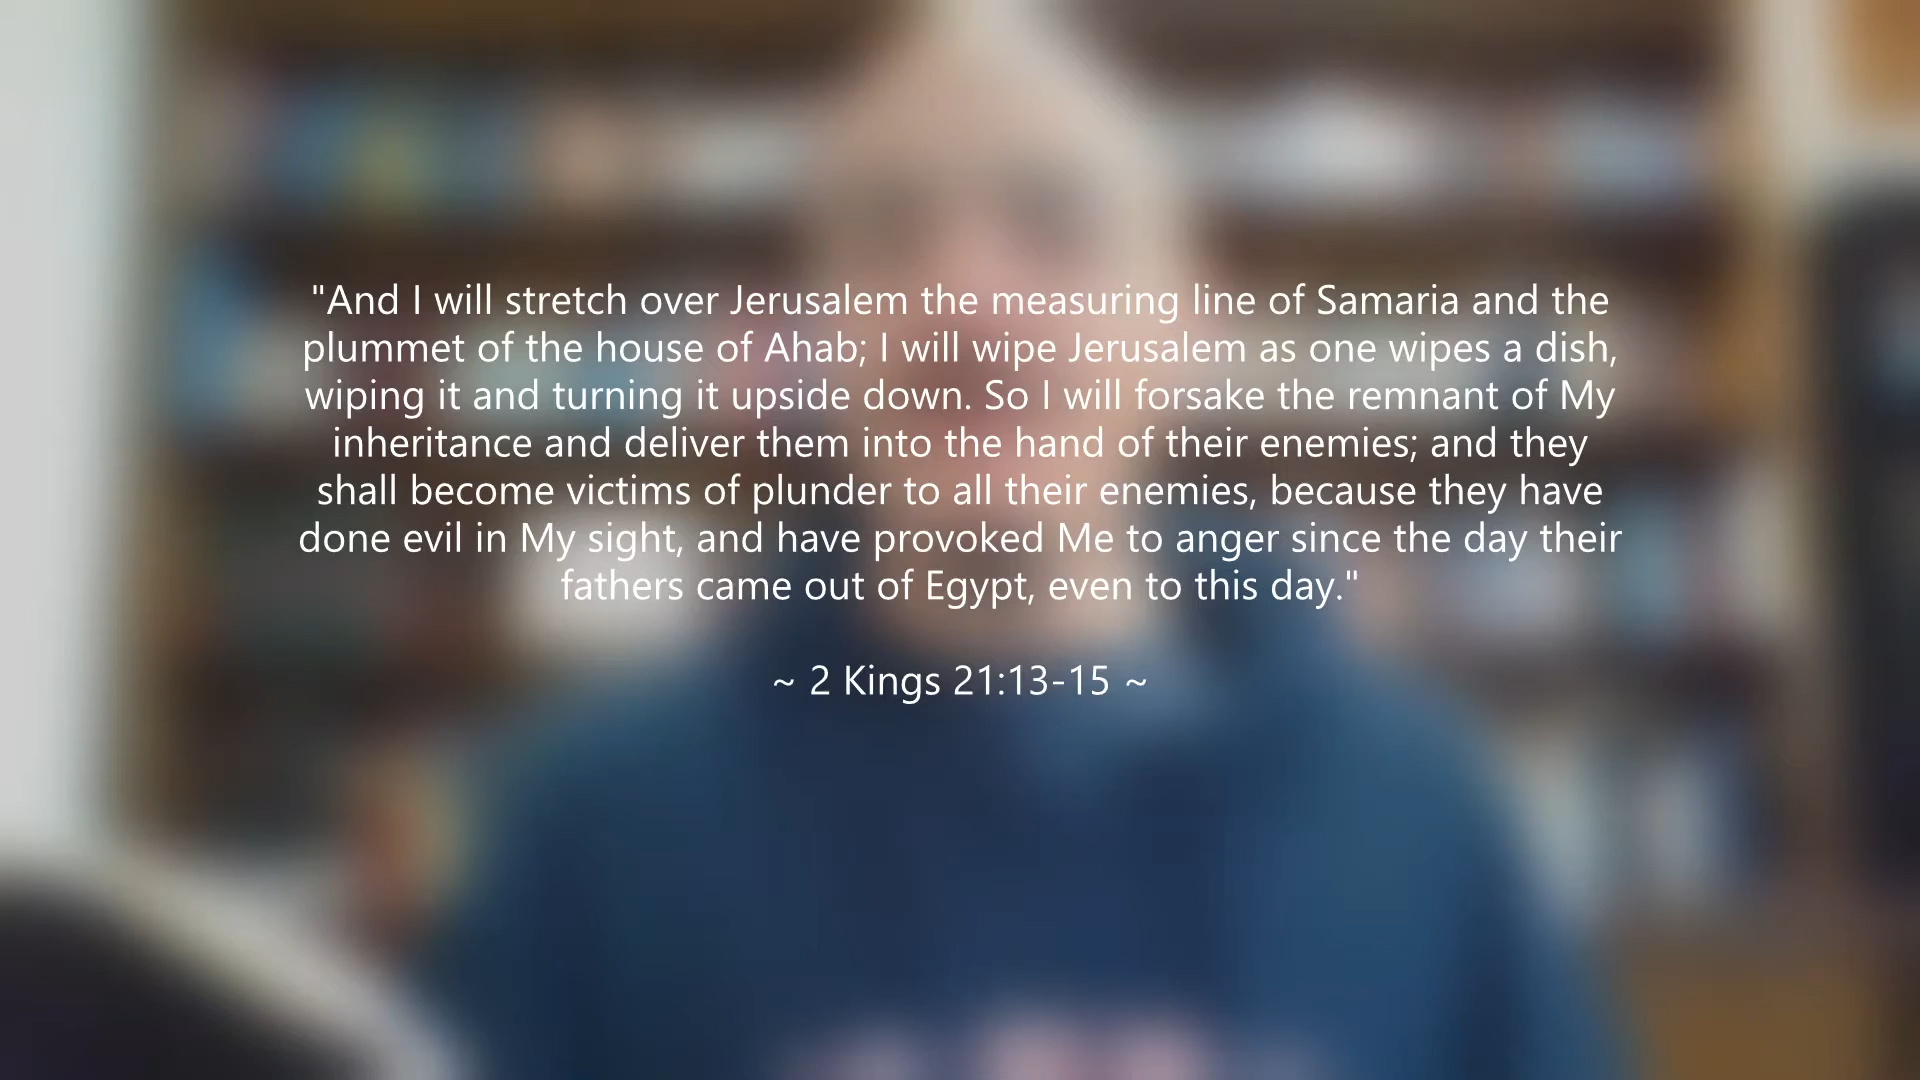 "And I will stretch over Jerusalem the measuring line of Samaria and the
plummet of the house of Ahab; I will wipe Jerusalem as one wipes a dish,
wiping it and turning it upside down. So I will forsake the remnant of My
inheritance and deliver them into the hand of their enemies; and they
shall become victims of plunder to all their enemies, because they have
done evil in My sight, and have provoked Me to anger since the day their
fathers came out of Egypt, even to this day."
~ 2 Kings 21:13-15 ~